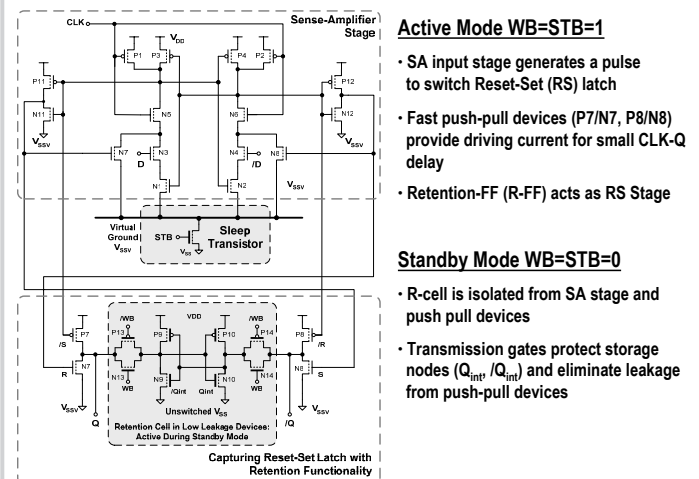 Sense-Amplifier
Stage
CLK
VDD
P1
P3
P4
P2
P11
P12
N11
N5
N6
N12
VSSV
VSSV
N7
D
N3
N4
/D
N8
N1
N2
VSSV
Virtual
Ground
VSSV
STB
Sleep
Transistor
VSS
/WB
VDD
/WB
P7
P13
P9
P10
P14
P8
/S
/R
R
N7
N13
N9
/Qint
Qint
N10
N14
N8
S
WB
WB
VSSV
Unswitched VSS
VSSV
Q
/Q
Retention Cell in Low Leakage Devices:
Active During Standby Mode
Capturing Reset-Set Latch with
Retention Functionality
Active Mode WB=STB=1
• SA input stage generates a pulse
to switch Reset-Set (RS) latch
• Fast push-pull devices (P7/N7, P8/N8)
provide driving current for small CLK-Q
delay
• Retention-FF (R-FF) acts as RS Stage
Standby Mode WB=STB=0
• R-cell is isolated from SA stage and
push pull devices
• Transmission gates protect storage
nodes (Qint, /Qint) and eliminate leakage
from push-pull devices